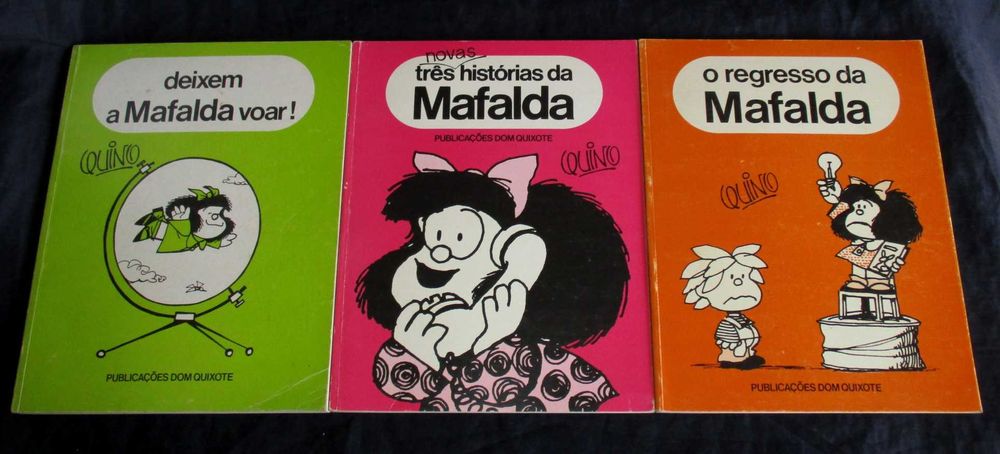 deixem
a Mafalda voar!
QUINO
PUBLICAÇÕES DOM QUIXOTE
novas
três histórias da
Mafalda
PUBLICAÇÕES DOM QUIXOTE
QUINO
o regresso da
Mafalda
QUINO
PUBLICAÇÕES DOM QUIXOTE